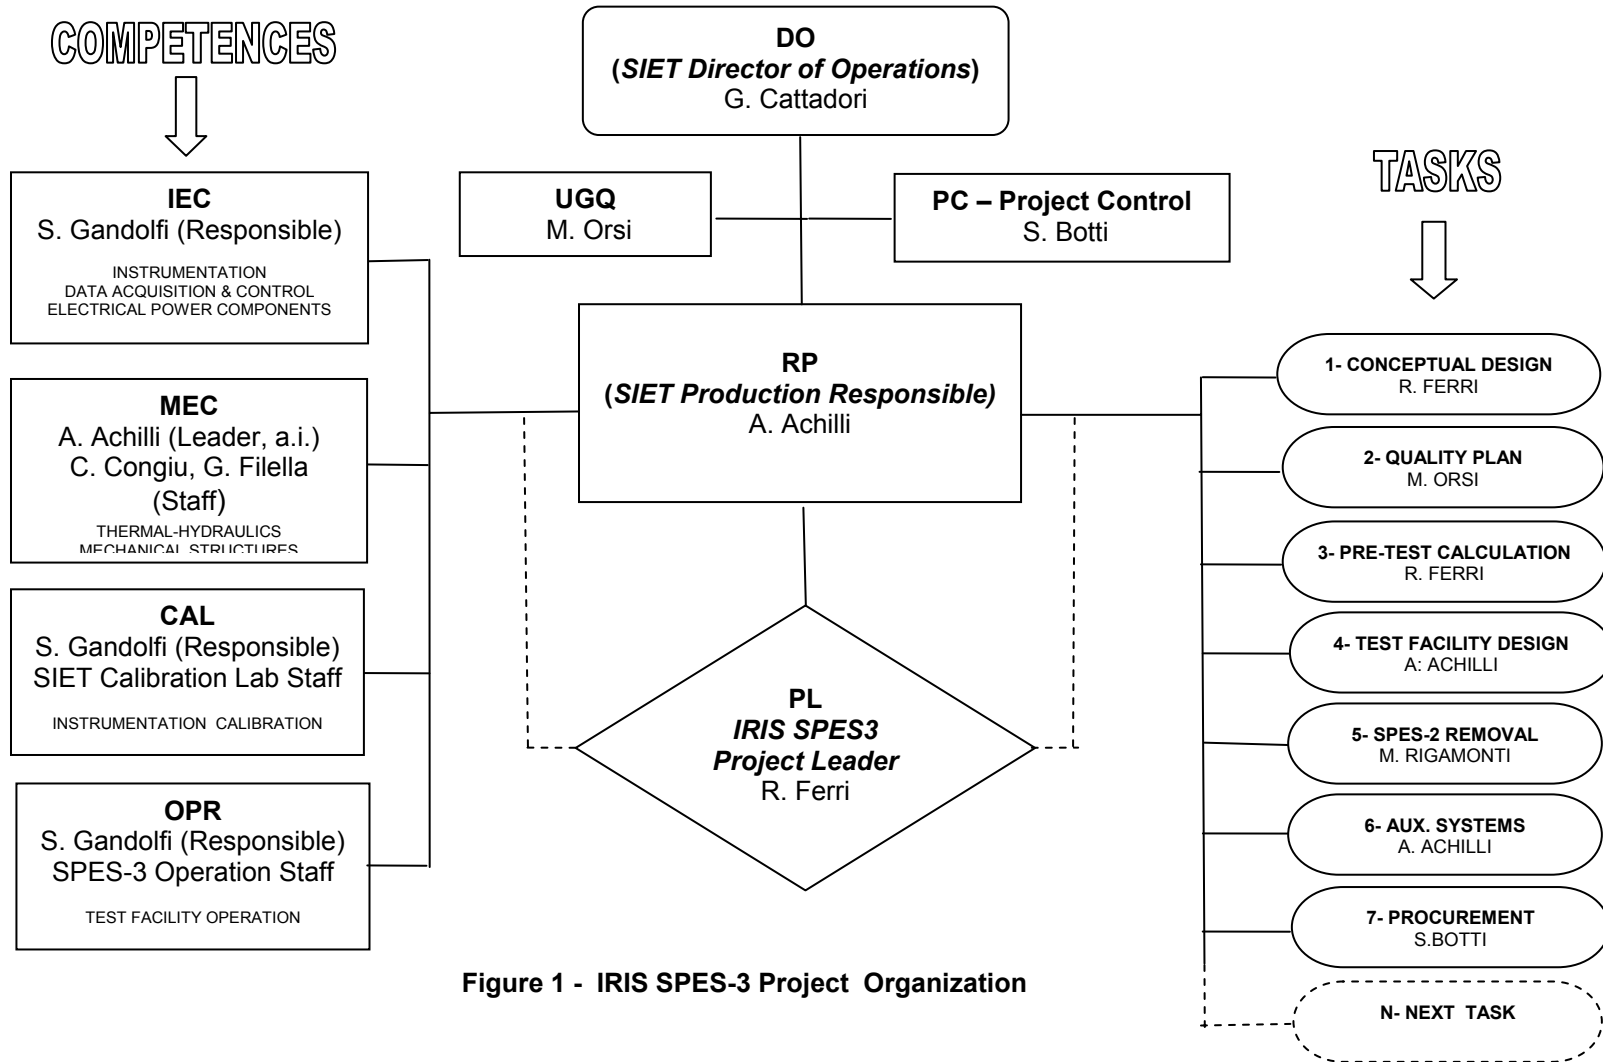 COMPETENCES
DO
(SIET Director of Operations)
G. Cattadori
UGQ
M. Orsi
PC – Project Control
S. Botti
RP
(SIET Production Responsible)
A. Achilli
PL
IRIS SPES3
Project Leader
R. Ferri
IEC
S. Gandolfi (Responsible)
INSTRUMENTATION
DATA ACQUISITION & CONTROL
ELECTRICAL POWER COMPONENTS
MEC
A. Achilli (Leader, a.i.)
C. Congiu, G. Filella
(Staff)
THERMAL-HYDRAULICS
MECHANICAL STRUCTURES
CAL
S. Gandolfi (Responsible)
SIET Calibration Lab Staff
INSTRUMENTATION CALIBRATION
OPR
S. Gandolfi (Responsible)
SPES-3 Operation Staff
TEST FACILITY OPERATION
TASKS
1- CONCEPTUAL DESIGN
R. FERRI
2- QUALITY PLAN
M. ORSI
3- PRE-TEST CALCULATION
R. FERRI
4- TEST FACILITY DESIGN
A: ACHILLI
5- SPES-2 REMOVAL
M. RIGAMONTI
6- AUX. SYSTEMS
A. ACHILLI
7- PROCUREMENT
S.BOTTI
N- NEXT TASK
Figure 1 - IRIS SPES-3 Project Organization